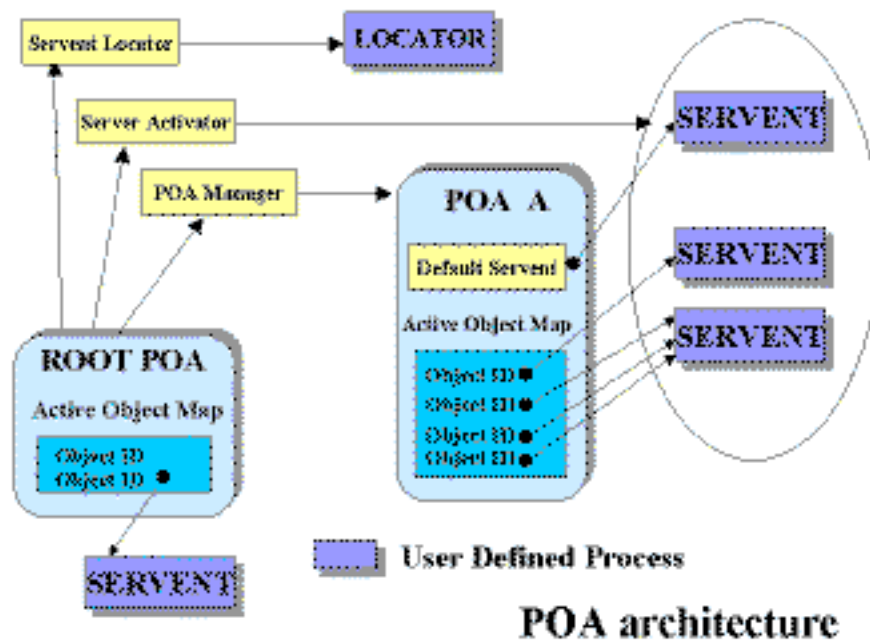 Servent Locator
LOCATOR
Server Activator
SERVENT
POA Manager
POA A
Default Servent
SERVENT
Active Object Map
SERVENT
ROOT POA
Object ID
Active Object Map
Object ID
Object ID
Object ID
Object ID
Object ID
SERVENT
User Defined Process
POA architecture